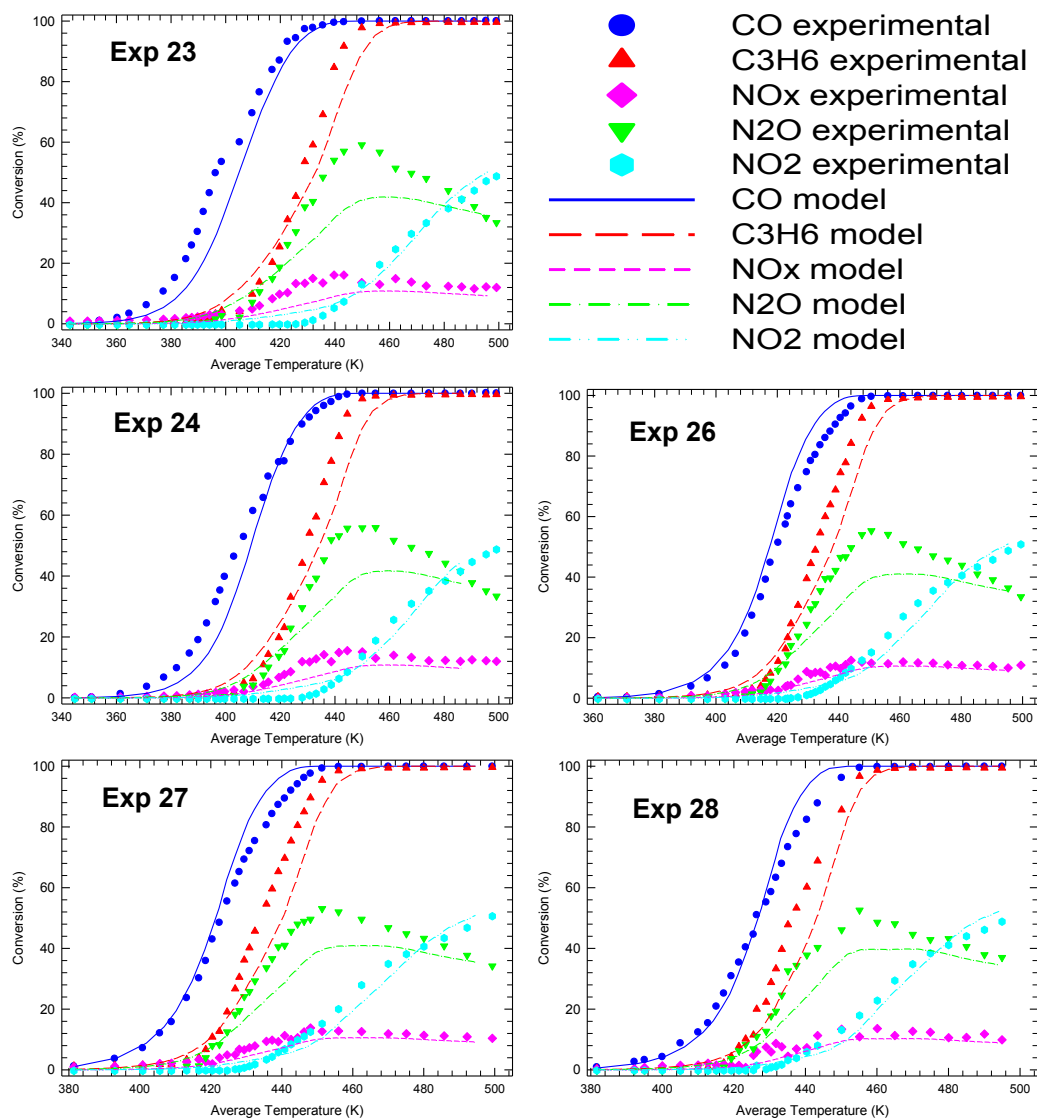 Exp 23
Conversion (%)
100
80
60
40
20
0
340 360 380 400 420 440 460 480 500
Average Temperature (K)
CO experimental
C3H6 experimental
NOx experimental
N2O experimental
NO2 experimental
CO model
C3H6 model
NOx model
N2O model
NO2 model
Exp 24
Conversion (%)
100
80
60
40
20
0
340 360 380 400 420 440 460 480 500
Average Temperature (K)
Exp 26
Conversion (%)
100
80
60
40
20
0
360 380 400 420 440 460 480 500
Average Temperature (K)
Exp 27
Conversion (%)
100
80
60
40
20
0
380 400 420 440 460 480 500
Average Temperature (K)
Exp 28
Conversion (%)
100
80
60
40
20
0
380 400 420 440 460 480 500
Average Temperature (K)